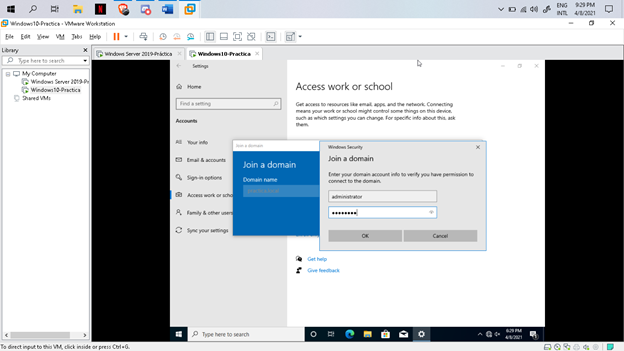 ENG
9:29 PM
INTL
4/8/2021
Windows10-Practica - VMware Workstation
File Edit View VM Tabs Help
Library
Type here to search
My Computer
Windows Server 2019-Pr
Windows10-Practica
Shared VMs
Windows Server 2019-Práctica
Windows10-Practica
Settings
Home
Find a setting
Accounts
Your info
Email & accounts
Sign-in options
Access work or schoo
Family & other users
Sync your settings
Access work or school
Get access to resources like email, apps, and the network. Connecting
means your work or school might control some things on this device,
such as which settings you can change. For specific info about this, ask
them.
Join a domain
Join a domain
Domain name
Windows Security
Join a domain
Enter your domain account info to verify you have permission to
connect to the domain.
administrator
••••••••
OK
Cancel
Get help
Give feedback
Type here to search
9:29 PM
4/8/2021
To direct input to this VM, click inside or press Ctrl+G.